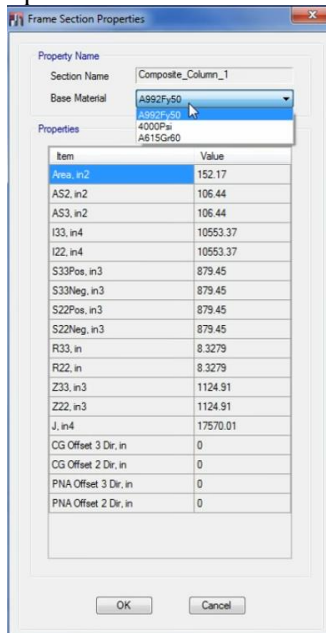 Frame Section Properties
Property Name
Section Name Composite_Column_1
Base Material A992Fy50
A992Fy50
4000Psi
A615Gr60
Properties
Item Value
Area, in2 152.17
AS2, in2 106.44
AS3, in2 106.44
I33, in4 10553.37
I22, in4 10553.37
S33Pos, in3 879.45
S33Neg, in3 879.45
S22Pos, in3 879.45
S22Neg, in3 879.45
R33, in 8.3279
R22, in 8.3279
Z33, in3 1124.91
Z22, in3 1124.91
J, in4 17570.01
CG Offset 3 Dir, in 0
CG Offset 2 Dir, in 0
PNA Offset 3 Dir, in 0
PNA Offset 2 Dir, in 0
OK Cancel